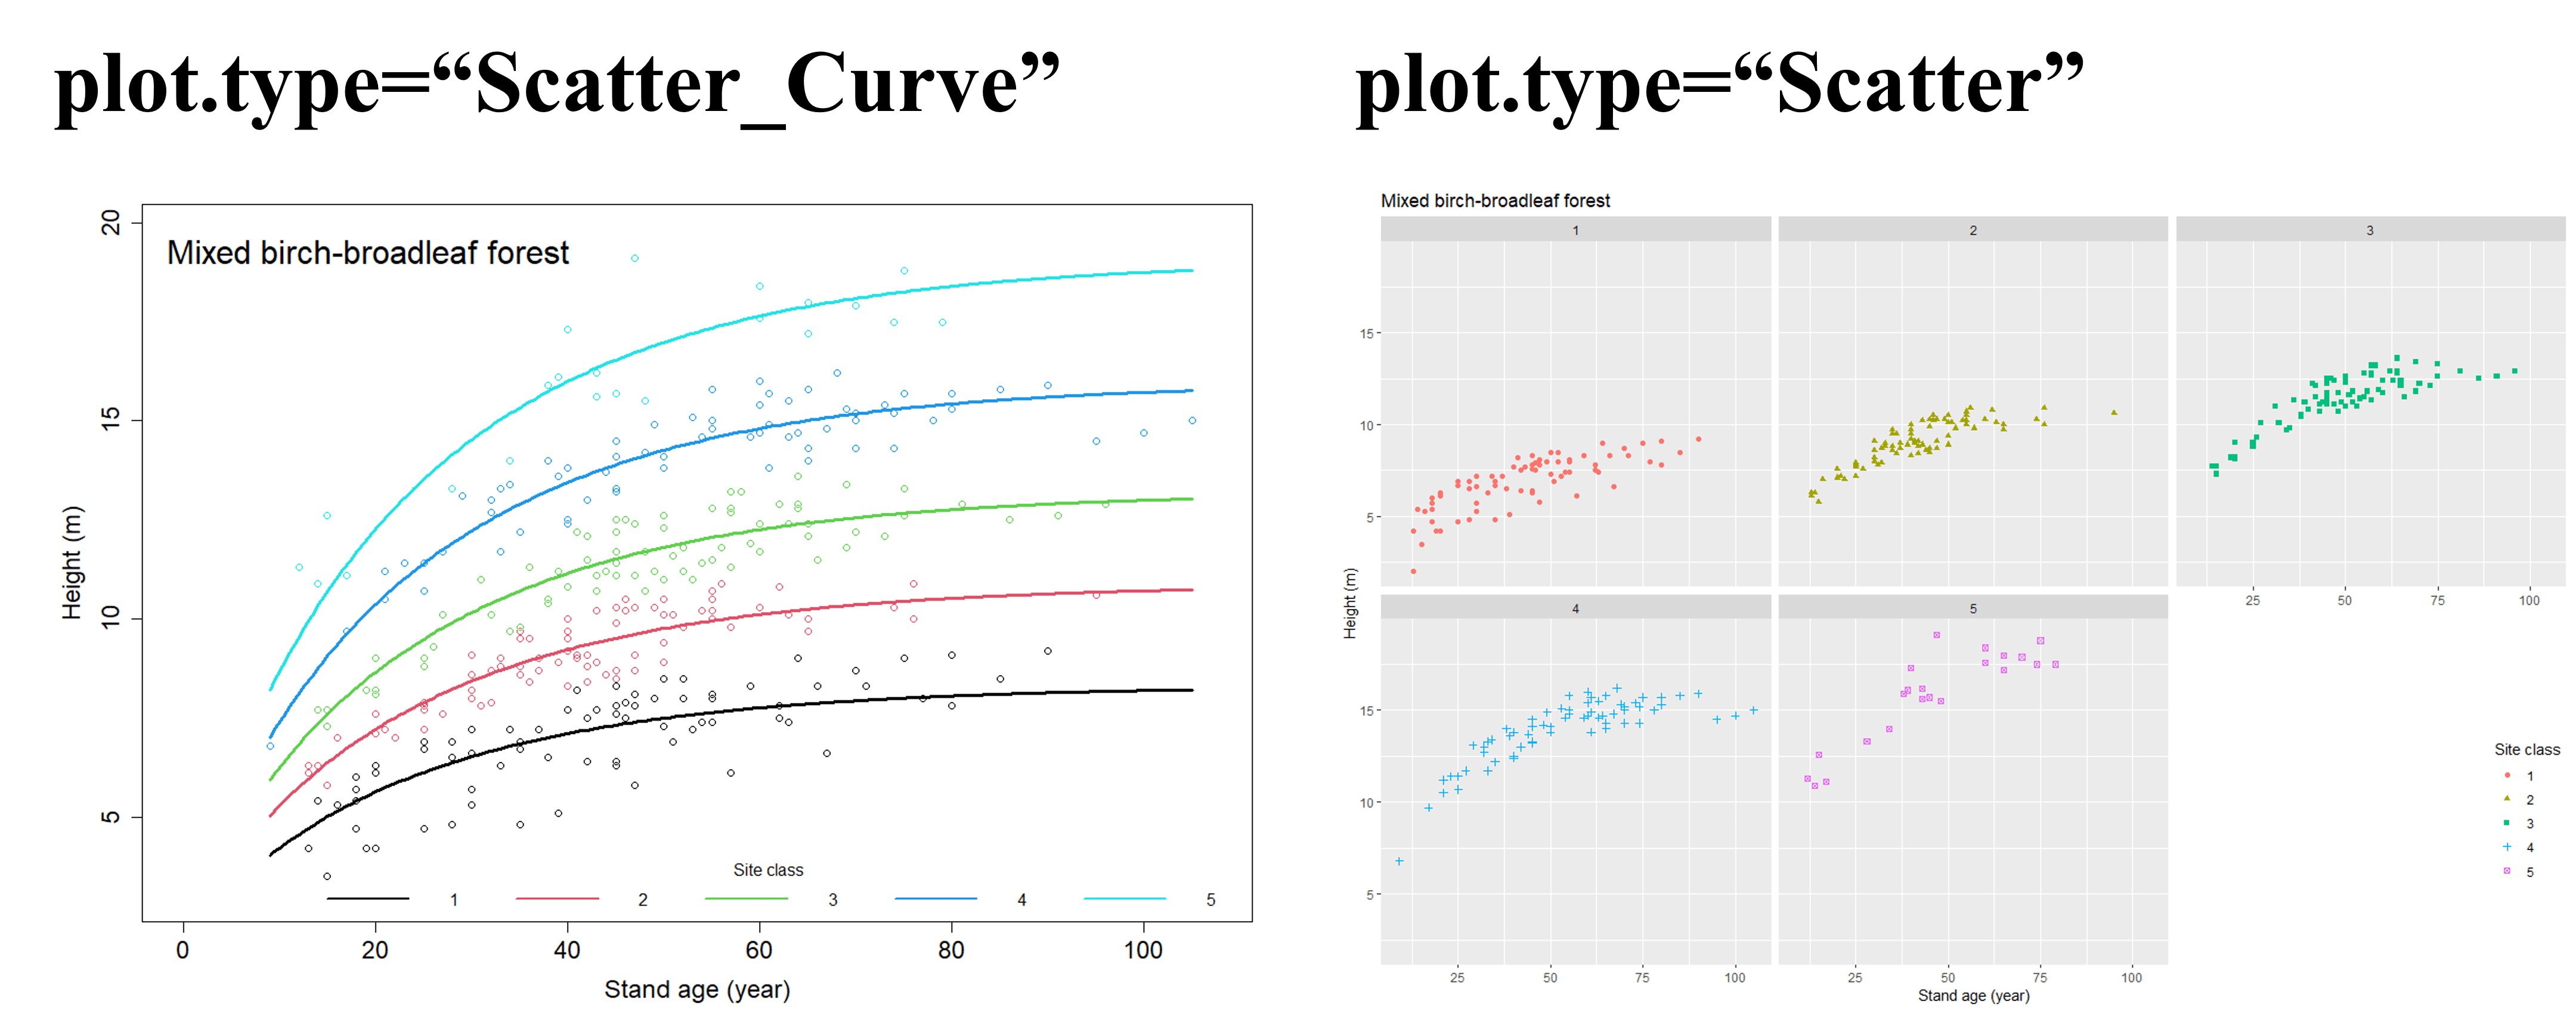 plot.type=“Scatter_Curve”
Mixed birch-broadleaf forest
20
15
10
5
Height (m)
Site class
1 2 3 4 5
0 20 40 60 80 100
Stand age (year)
plot.type=“Scatter”
Mixed birch-broadleaf forest
1 2 3
15
10
5
25 50 75 100
Height (m)
4 5
15
10
5
25 50 75 100 25 50 75 100
Stand age (year)
Site class
1
2
3
4
5